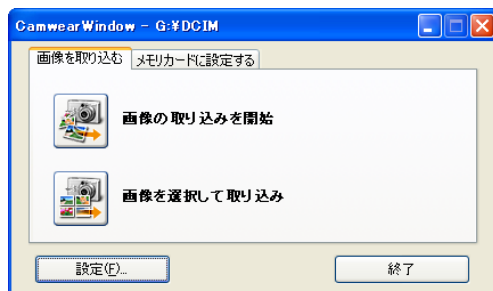 CamwearWindow - G:¥DCIM
画像を取り込む メモリカードに設定する
画像の取り込みを開始
画像を選択して取り込み
設定(F)... 終了